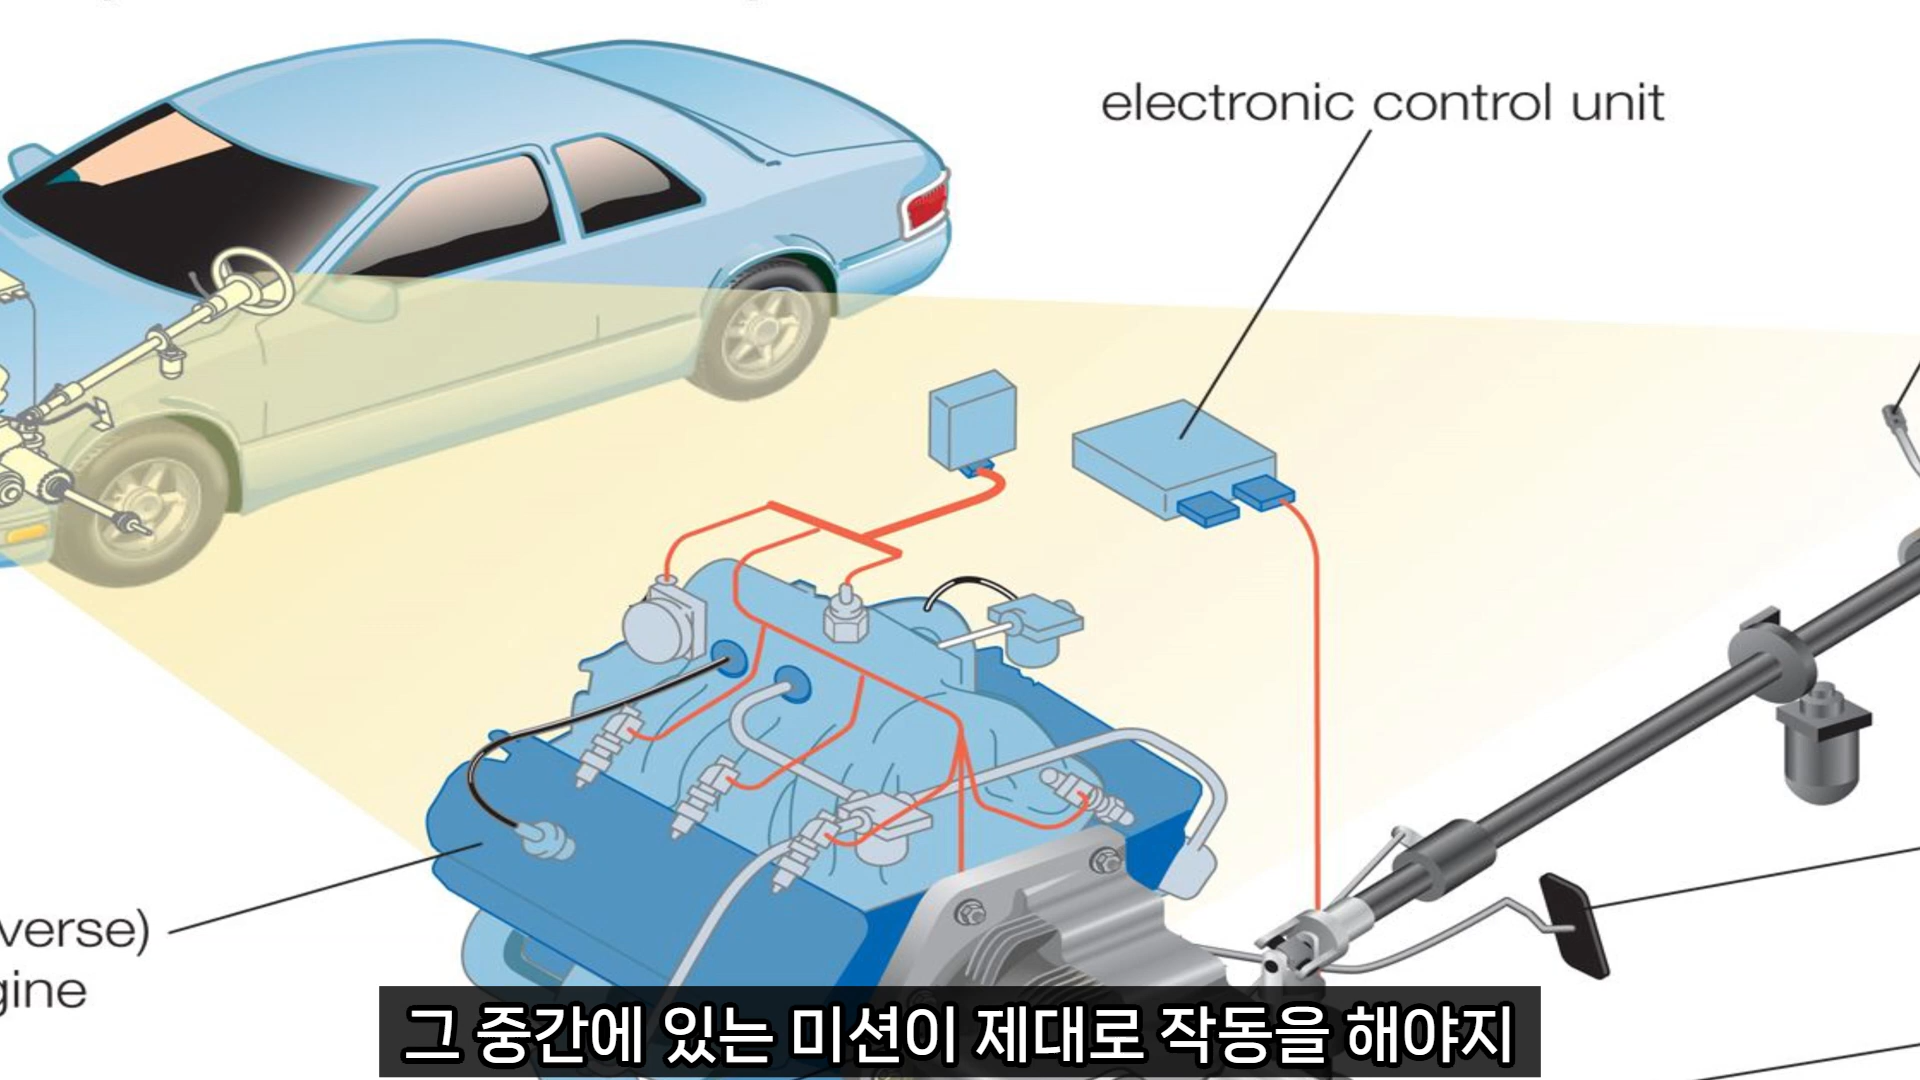 electronic control unit
verse)
gine
그 중간에 있는 미션이 제대로 작동을 해야지